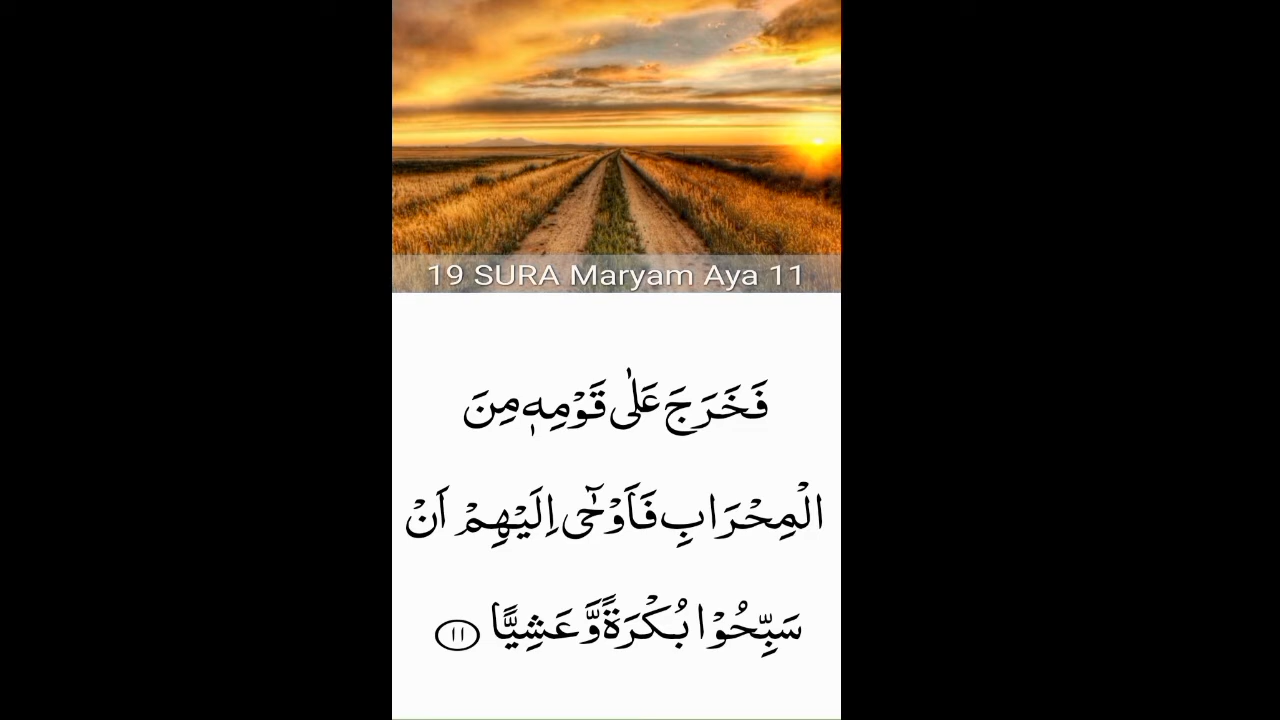 19 SURA Maryam Aya 11
فَخَرَجَ عَلٰى قَوْمِهٖ مِنَ
الْمِحْرَابِ فَاَوْحٰٓى اِلَيْهِمْ اَنْ
سَبِّحُوْا بُكْرَةً وَّعَشِيًّا ۝١١